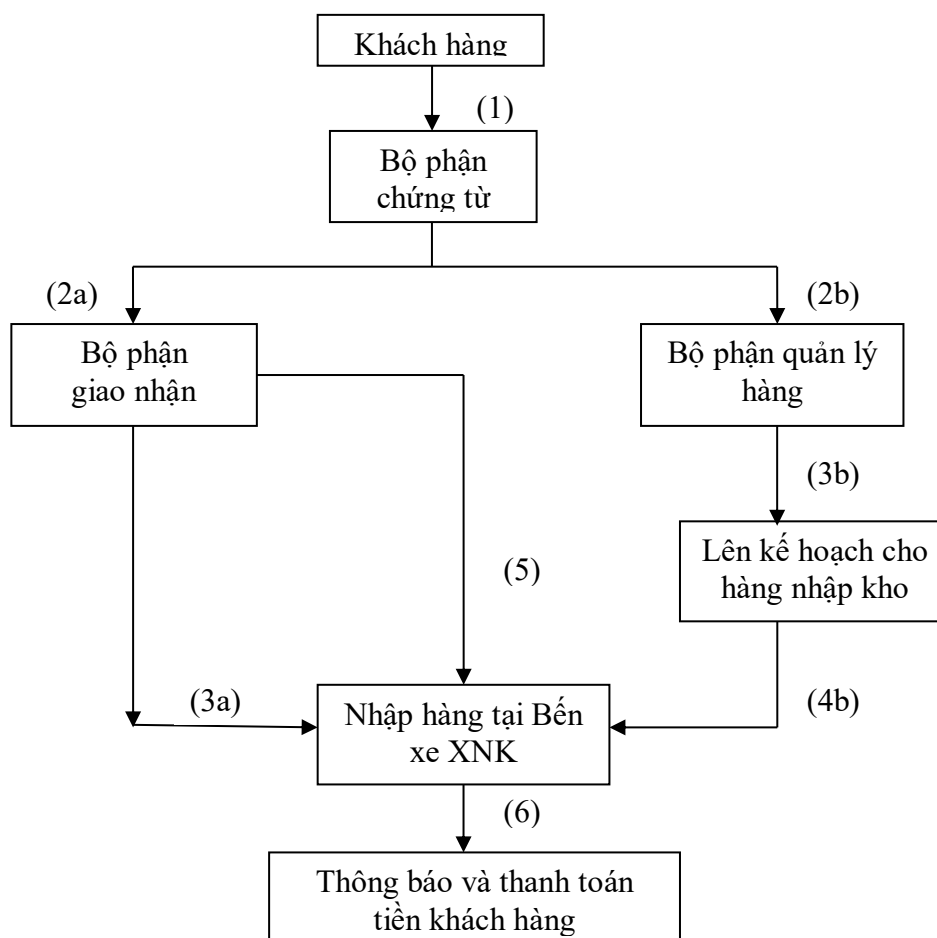 Khách hàng
(1)
Bộ phận
chứng từ
(2a)
(2b)
Bộ phận
giao nhận
Bộ phận quản lý
hàng
(3b)
Lên kế hoạch cho
hàng nhập kho
(5)
(3a)
(4b)
Nhập hàng tại Bến
xe XNK
(6)
Thông báo và thanh toán
tiền khách hàng